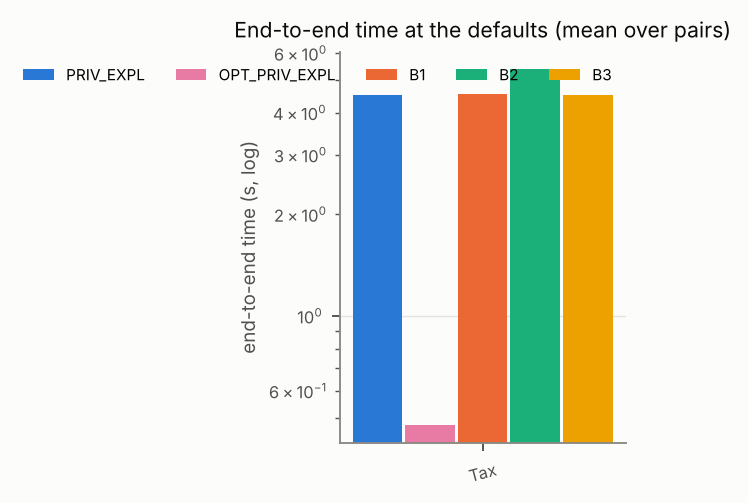 End-to-end time at the defaults (mean over pairs)
PRIV_EXPL OPT_PRIV_EXPL B1 B2 B3
6 × 10⁰
4 × 10⁰
3 × 10⁰
2 × 10⁰
10⁰
6 × 10⁻¹
end-to-end time (s, log)
Tax